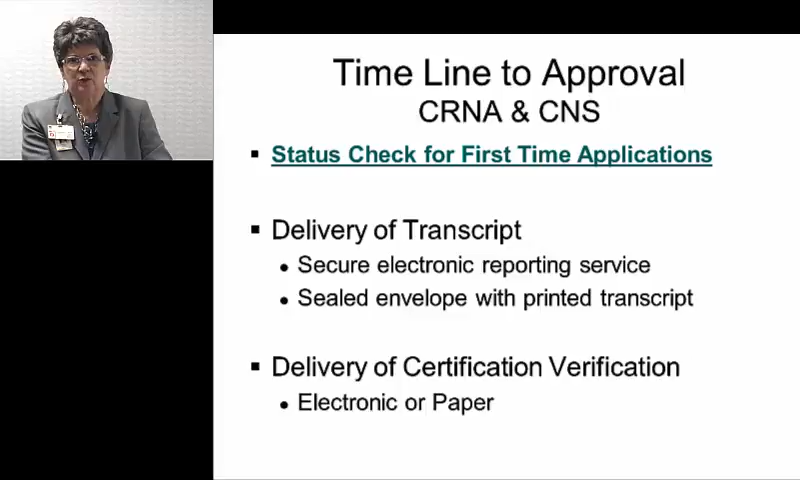 Time Line to Approval
CRNA & CNS
Status Check for First Time Applications
Delivery of Transcript
Secure electronic reporting service
Sealed envelope with printed transcript
Delivery of Certification Verification
Electronic or Paper